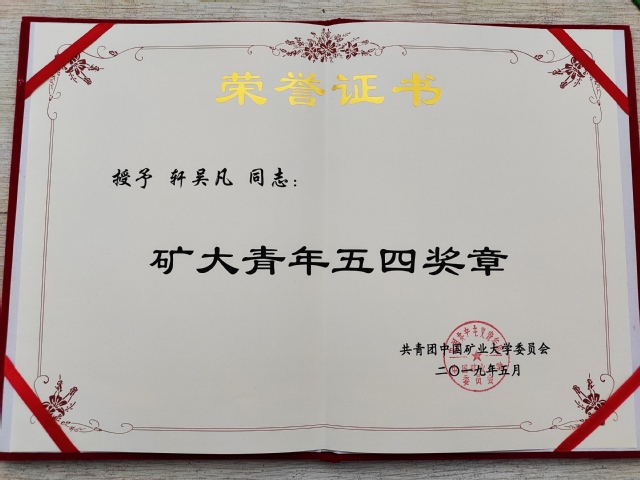 荣誉证书
授予 轩吴凡 同志：
矿大青年五四奖章
共青团中国矿业大学委员会
二〇一九年五月